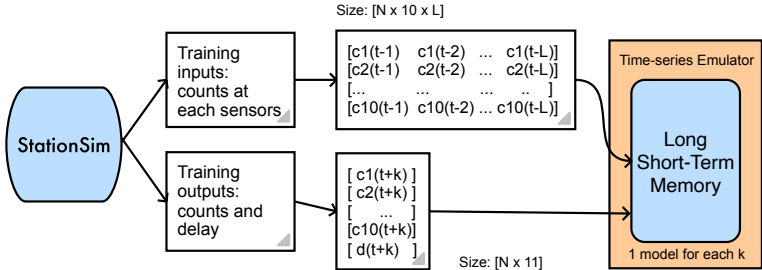 Size: [N x 10 x L]
StationSim
Training
inputs:
counts at
each sensors
[c1(t-1) c1(t-2) ... c1(t-L)]
[c2(t-1) c2(t-2) ... c2(t-L)]
[... ... ... .. ]
[c10(t-1) c10(t-2) ... c10(t-L)]
Training
outputs:
counts and
delay
[ c1(t+k) ]
[ c2(t+k) ]
[ ... ]
[c10(t+k)]
[ d(t+k) ]
Size: [N x 11]
Time-series Emulator
Long
Short-Term
Memory
1 model for each k